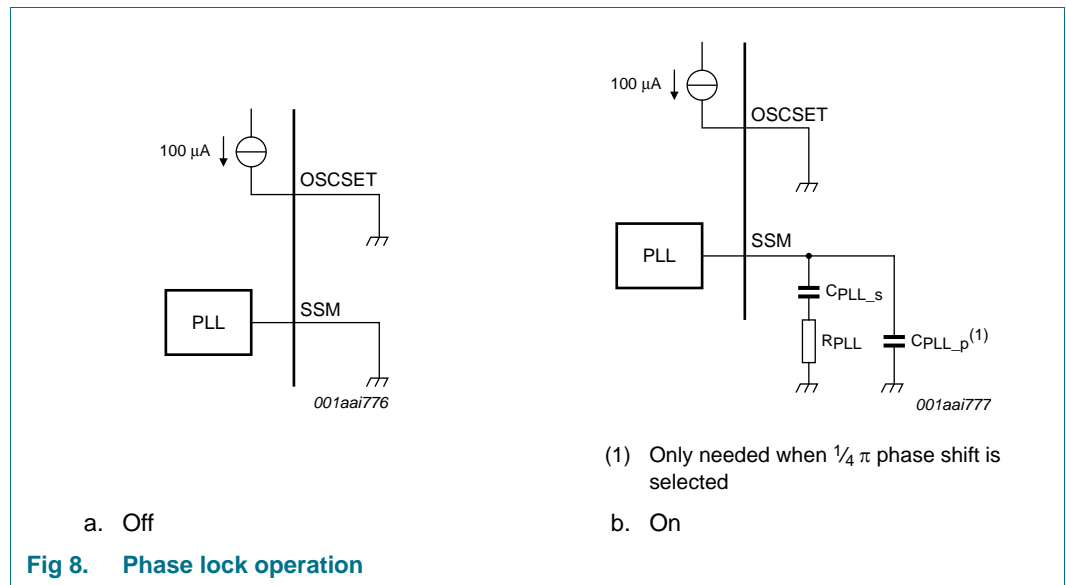 100 μA
OSCSET
PLL
SSM
001aai776
100 μA
OSCSET
PLL
SSM
CPLL_s
RPLL
CPLL_p(1)
001aai777
(1) Only needed when 1⁄4 π phase shift is
selected
a. Off
b. On
Fig 8. Phase lock operation